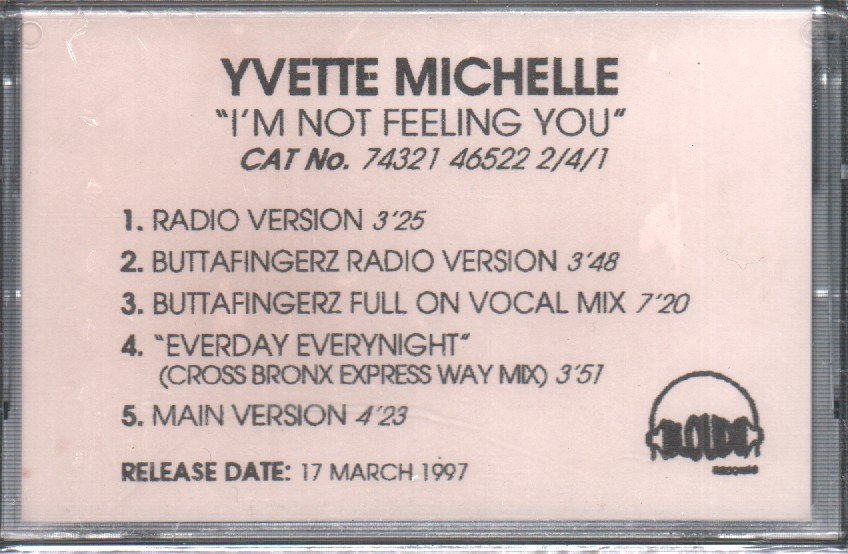 YVETTE MICHELLE
"I'M NOT FEELING YOU"
CAT No. 74321 46522 2/4/1
1. RADIO VERSION 3'25
2. BUTTAFINGERZ RADIO VERSION 3'48
3. BUTTAFINGERZ FULL ON VOCAL MIX 7'20
4. "EVERDAY EVERYNIGHT"
(CROSS BRONX EXPRESS WAY MIX) 3'51
5. MAIN VERSION 4'23
LOUD
RECORDS
RELEASE DATE: 17 MARCH 1997